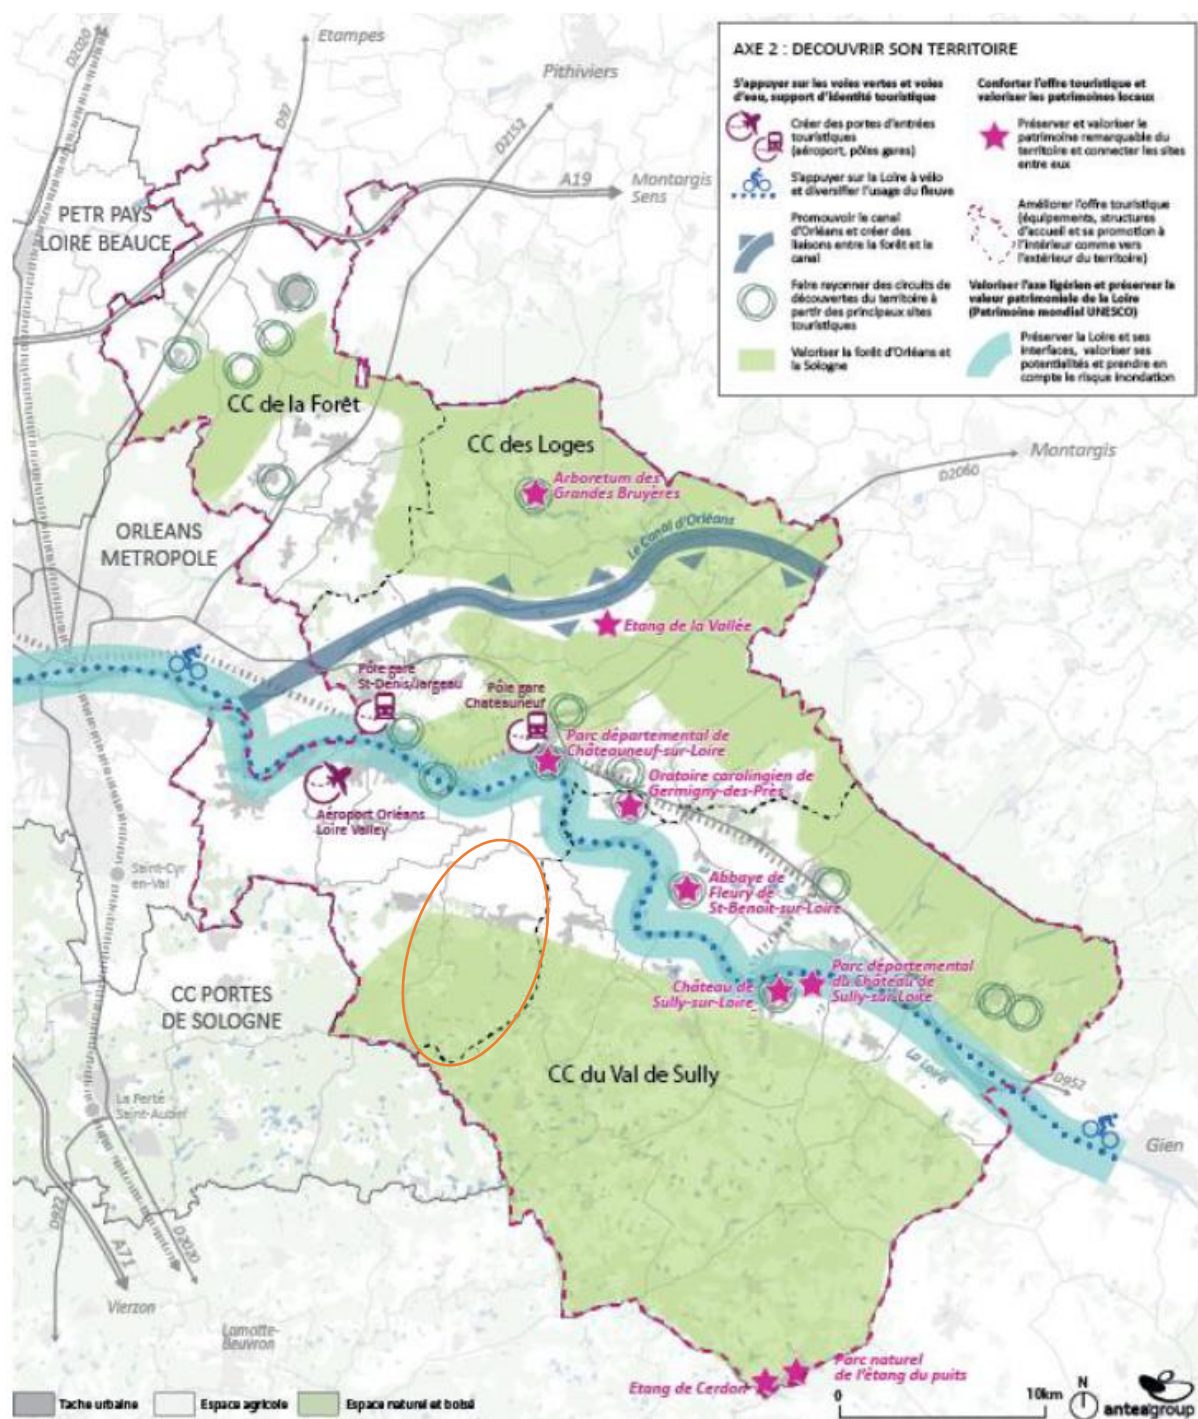 AXE 2 : DECOUVRIR SON TERRITOIRE
S'appuyer sur les voies vertes et voies
d'eau, support d'identité touristique
Créer des portes d'entrées
touristiques
(aéroport, pôles gares)
S'appuyer sur la Loire à vélo
et diversifier l'usage du fleuve
Promouvoir le canal
d'Orléans et créer des
liaisons entre la forêt et le
canal
Faire rayonner des circuits de
découvertes du territoire à
partir des principaux sites
touristiques
Valoriser la forêt d'Orléans et
la Sologne
Conforter l'offre touristique et
valoriser les patrimoines locaux
Préserver et valoriser le
patrimoine remarquable du
territoire et connecter les sites
entre eux
Améliorer l'offre touristique
(équipements, structures
d'accueil et sa promotion à
l'intérieur comme vers
l'extérieur du territoire)
Valoriser l'axe ligérien et préserver la
valeur patrimoniale de la Loire
(Patrimoine mondial UNESCO)
Préserver la Loire et ses
interfaces, valoriser ses
potentialités et prendre en
compte le risque inondation
D2020
Etampes
D97
Pithiviers
D2152
A19
Montargis
Sens
PETR PAYS
LOIRE BEAUCE
CC de la Forêt
CC des Loges
Montargis
D2060
Arboretum des
Grandes Bruyères
Le Canal d'Orléans
ORLEANS
METROPOLE
Etang de la Vallée
Pôle gare
St-Denis/Jargeau
Pôle gare
Chateauneuf
Parc départemental de
Châteauneuf-sur-Loire
Oratoire carolingien de
Germigny-des-Près
Aéroport Orléans
Loire Valley
Saint-Cyr
en-Val
Abbaye de
Fleury de
St-Benoit-sur-Loire
Parc départemental
du Château de
Sully-sur-Loire
Château de
Sully-sur-Loire
CC PORTES
DE SOLOGNE
CC du Val de Sully
La Loire
D952
La Ferté
Saint-Aubin
Gien
D922
A71
D2020
Vierzon
Lamotte-
Beuvron
Parc naturel
de l'étang du puits
Etang de Cerdon
Tache urbaine
Espace agricole
Espace naturel et boisé
0
10km
N
anteagroup